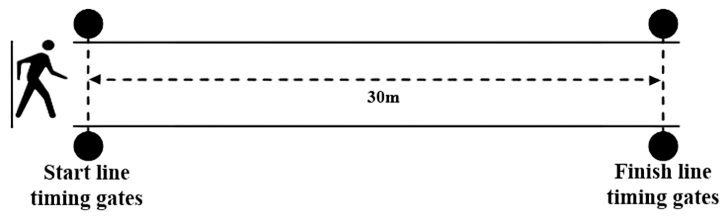 30m
Start line
timing gates
Finish line
timing gates